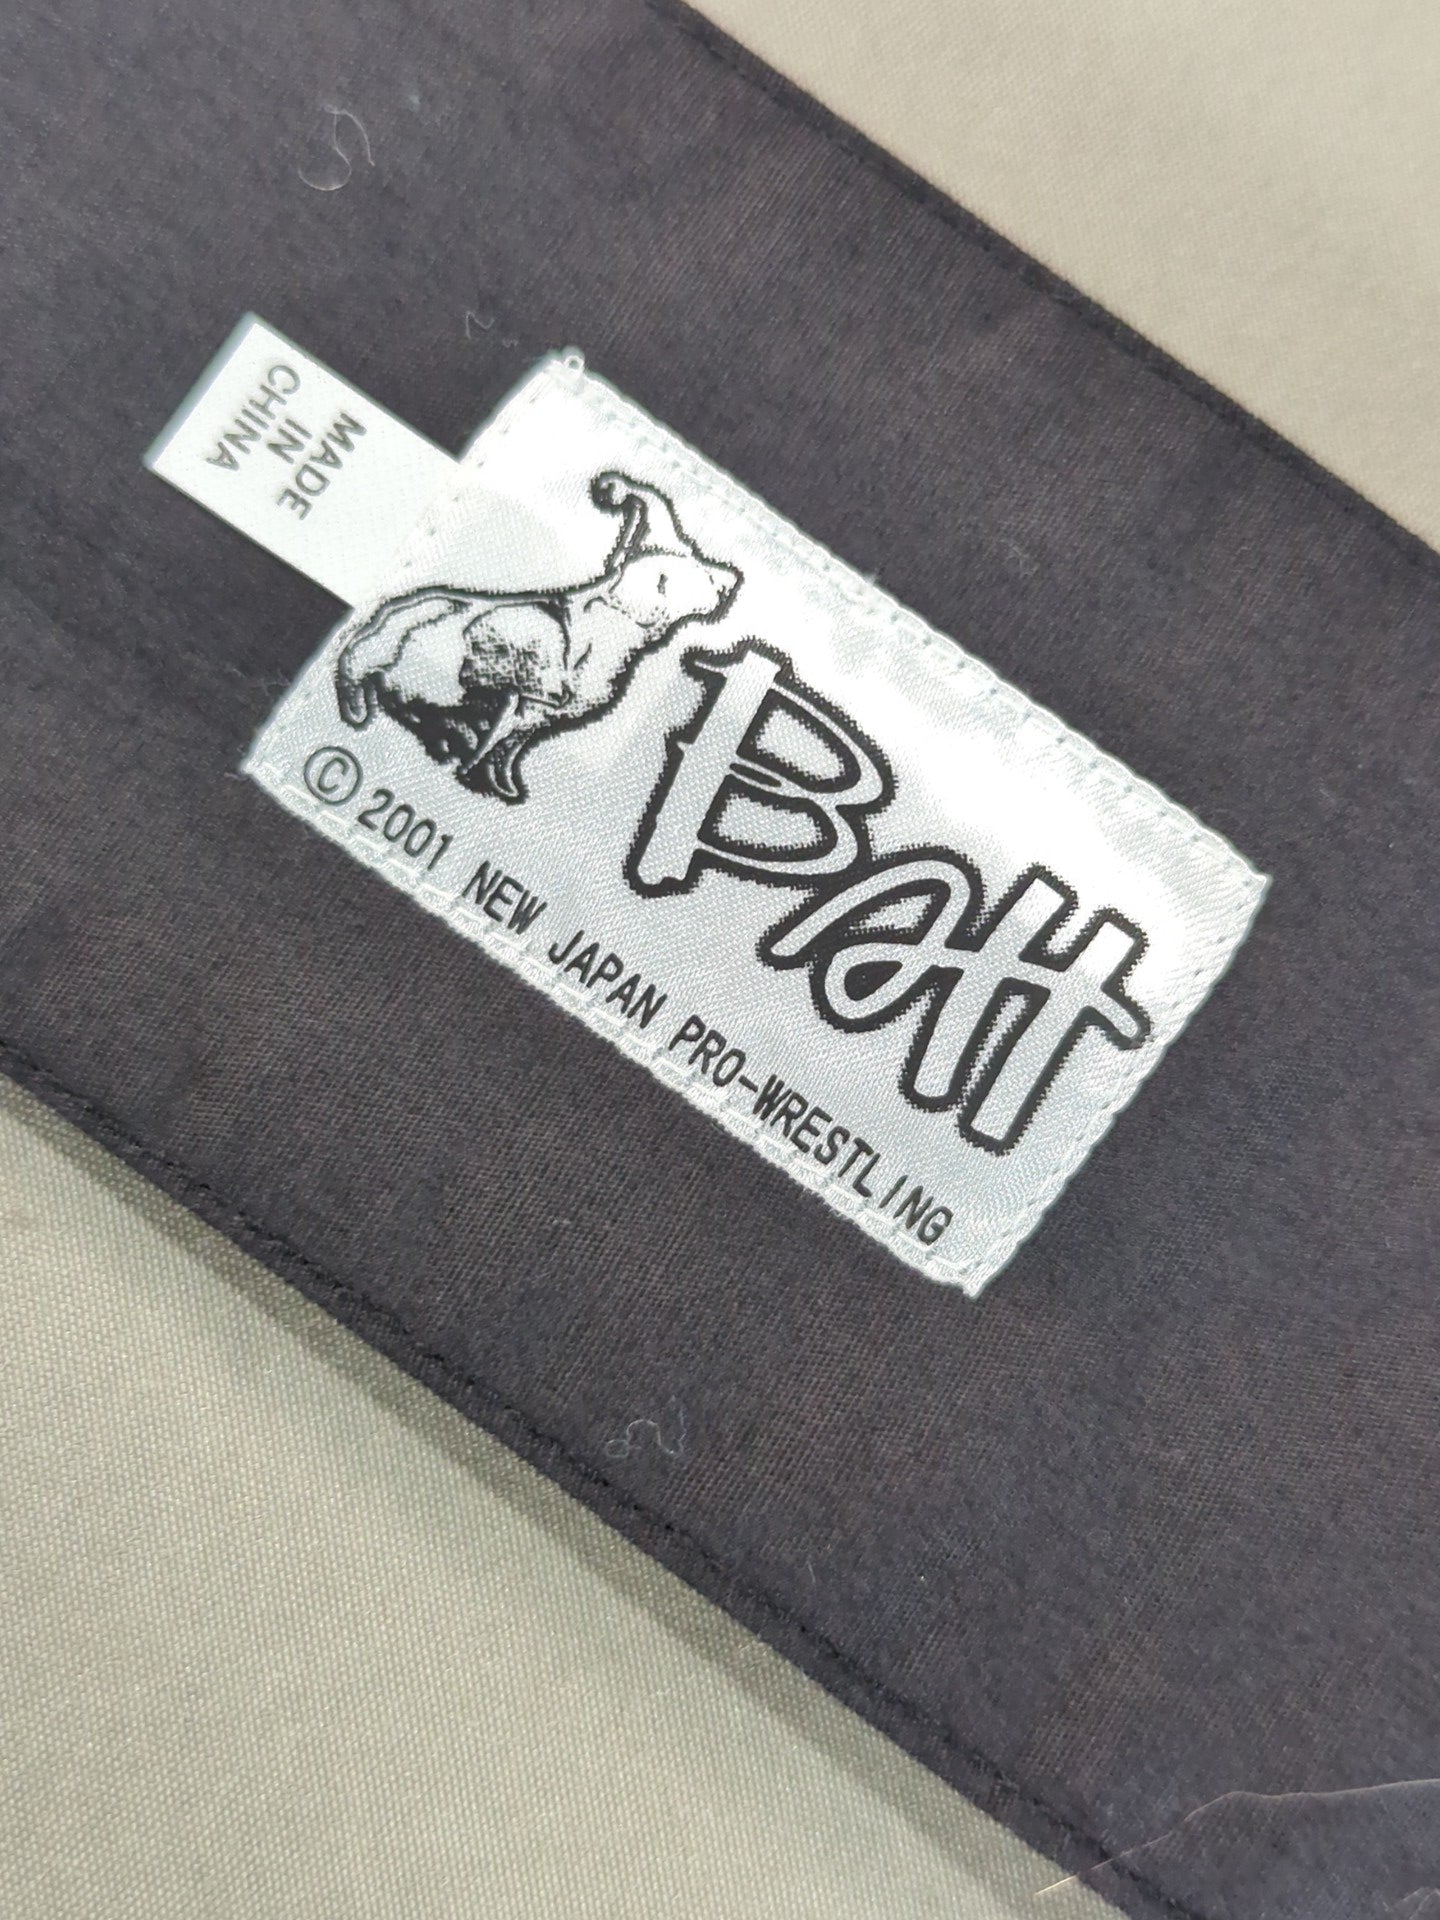 MADE
IN
CHINA
BATT
© 2001 NEW JAPAN PRO-WRESTLING